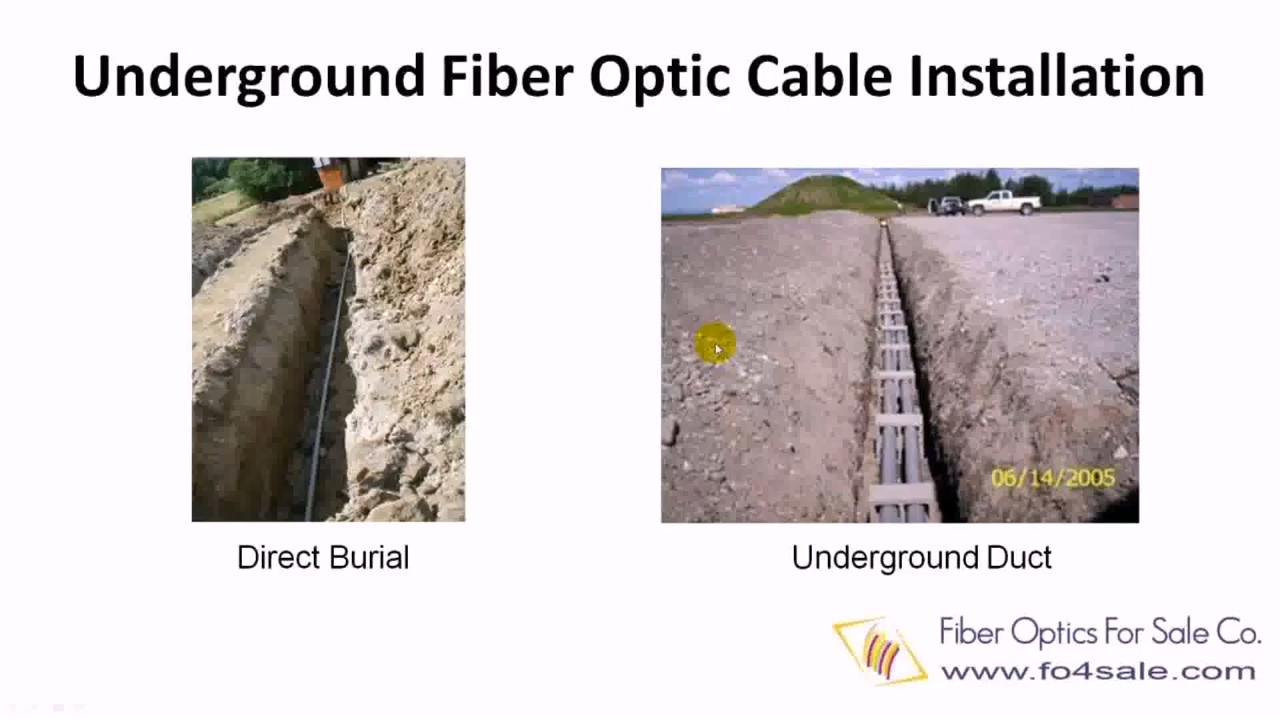 Underground Fiber Optic Cable Installation
06/14/2005
Direct Burial
Underground Duct
Fiber Optics For Sale Co.
www.fo4sale.com